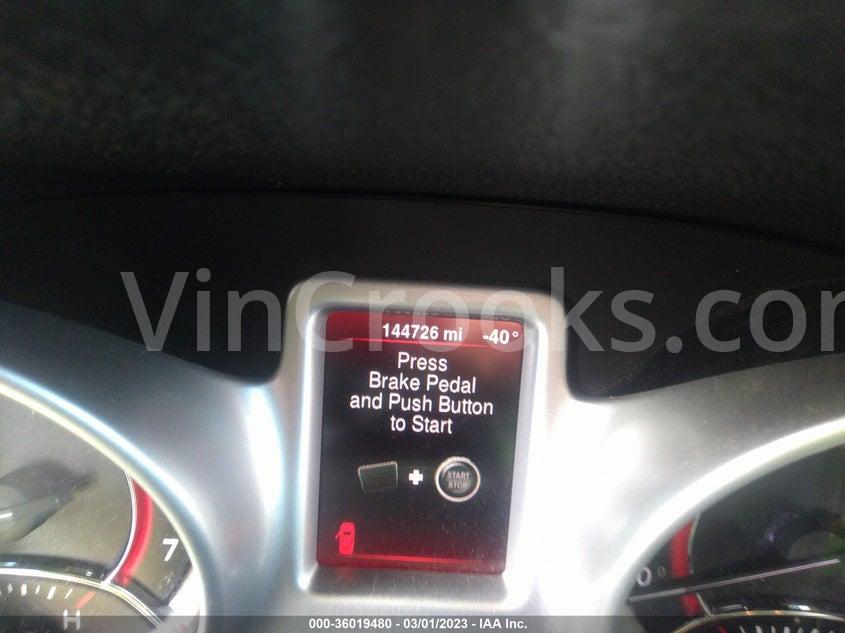 VinCrooks.com
144726 mi -40°
Press
Brake Pedal
and Push Button
to Start
START
STOP
7
H
0
000-36019480 - 03/01/2023 - IAA Inc.